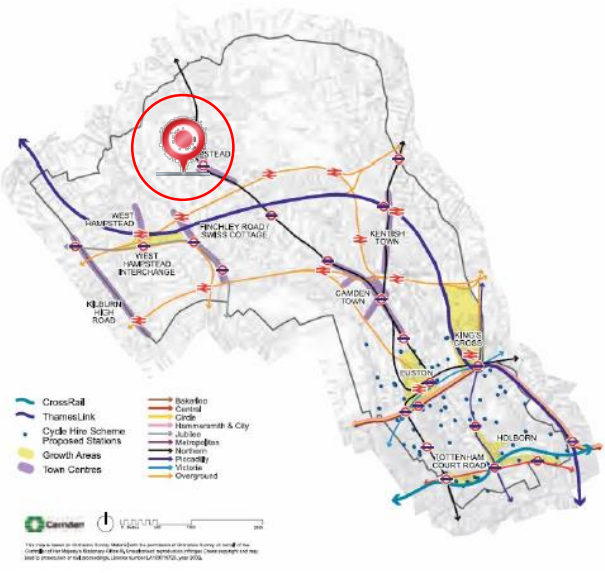 STEAD
WEST
HAMPSTEAD
FINCHLEY ROAD /
SWISS COTTAGE
KENTISH
TOWN
WEST
HAMPSTEAD
INTERCHANGE
KILBURN
HIGH
ROAD
CAMDEN
TOWN
KING'S
CROSS
EUSTON
HOLBORN
TOTTENHAM
COURT ROAD
CrossRail
ThamesLink
Cycle Hire Scheme
Proposed Stations
Growth Areas
Town Centres
Bakerloo
Central
Circle
Hammersmith & City
Jubilee
Metropolitan
Northern
Piccadilly
Victoria
Overground
Camden